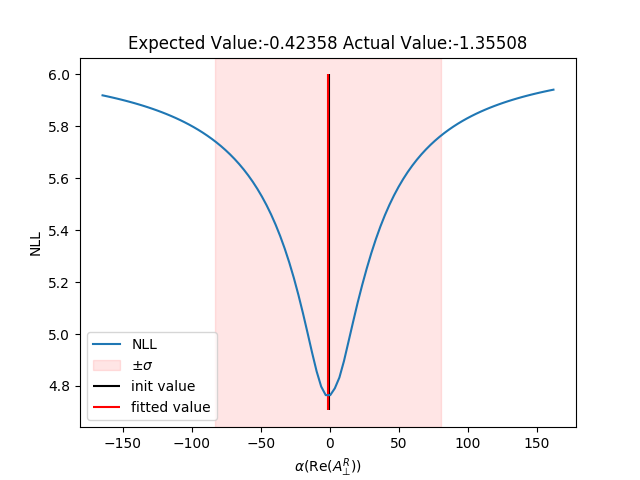 Expected Value:-0.42358 Actual Value:-1.35508
NLL
6.0
5.8
5.6
5.4
5.2
5.0
4.8
NLL
±σ
init value
fitted value
−150 −100 −50 0 50 100 150
α(Re(A⊥ᴿ))